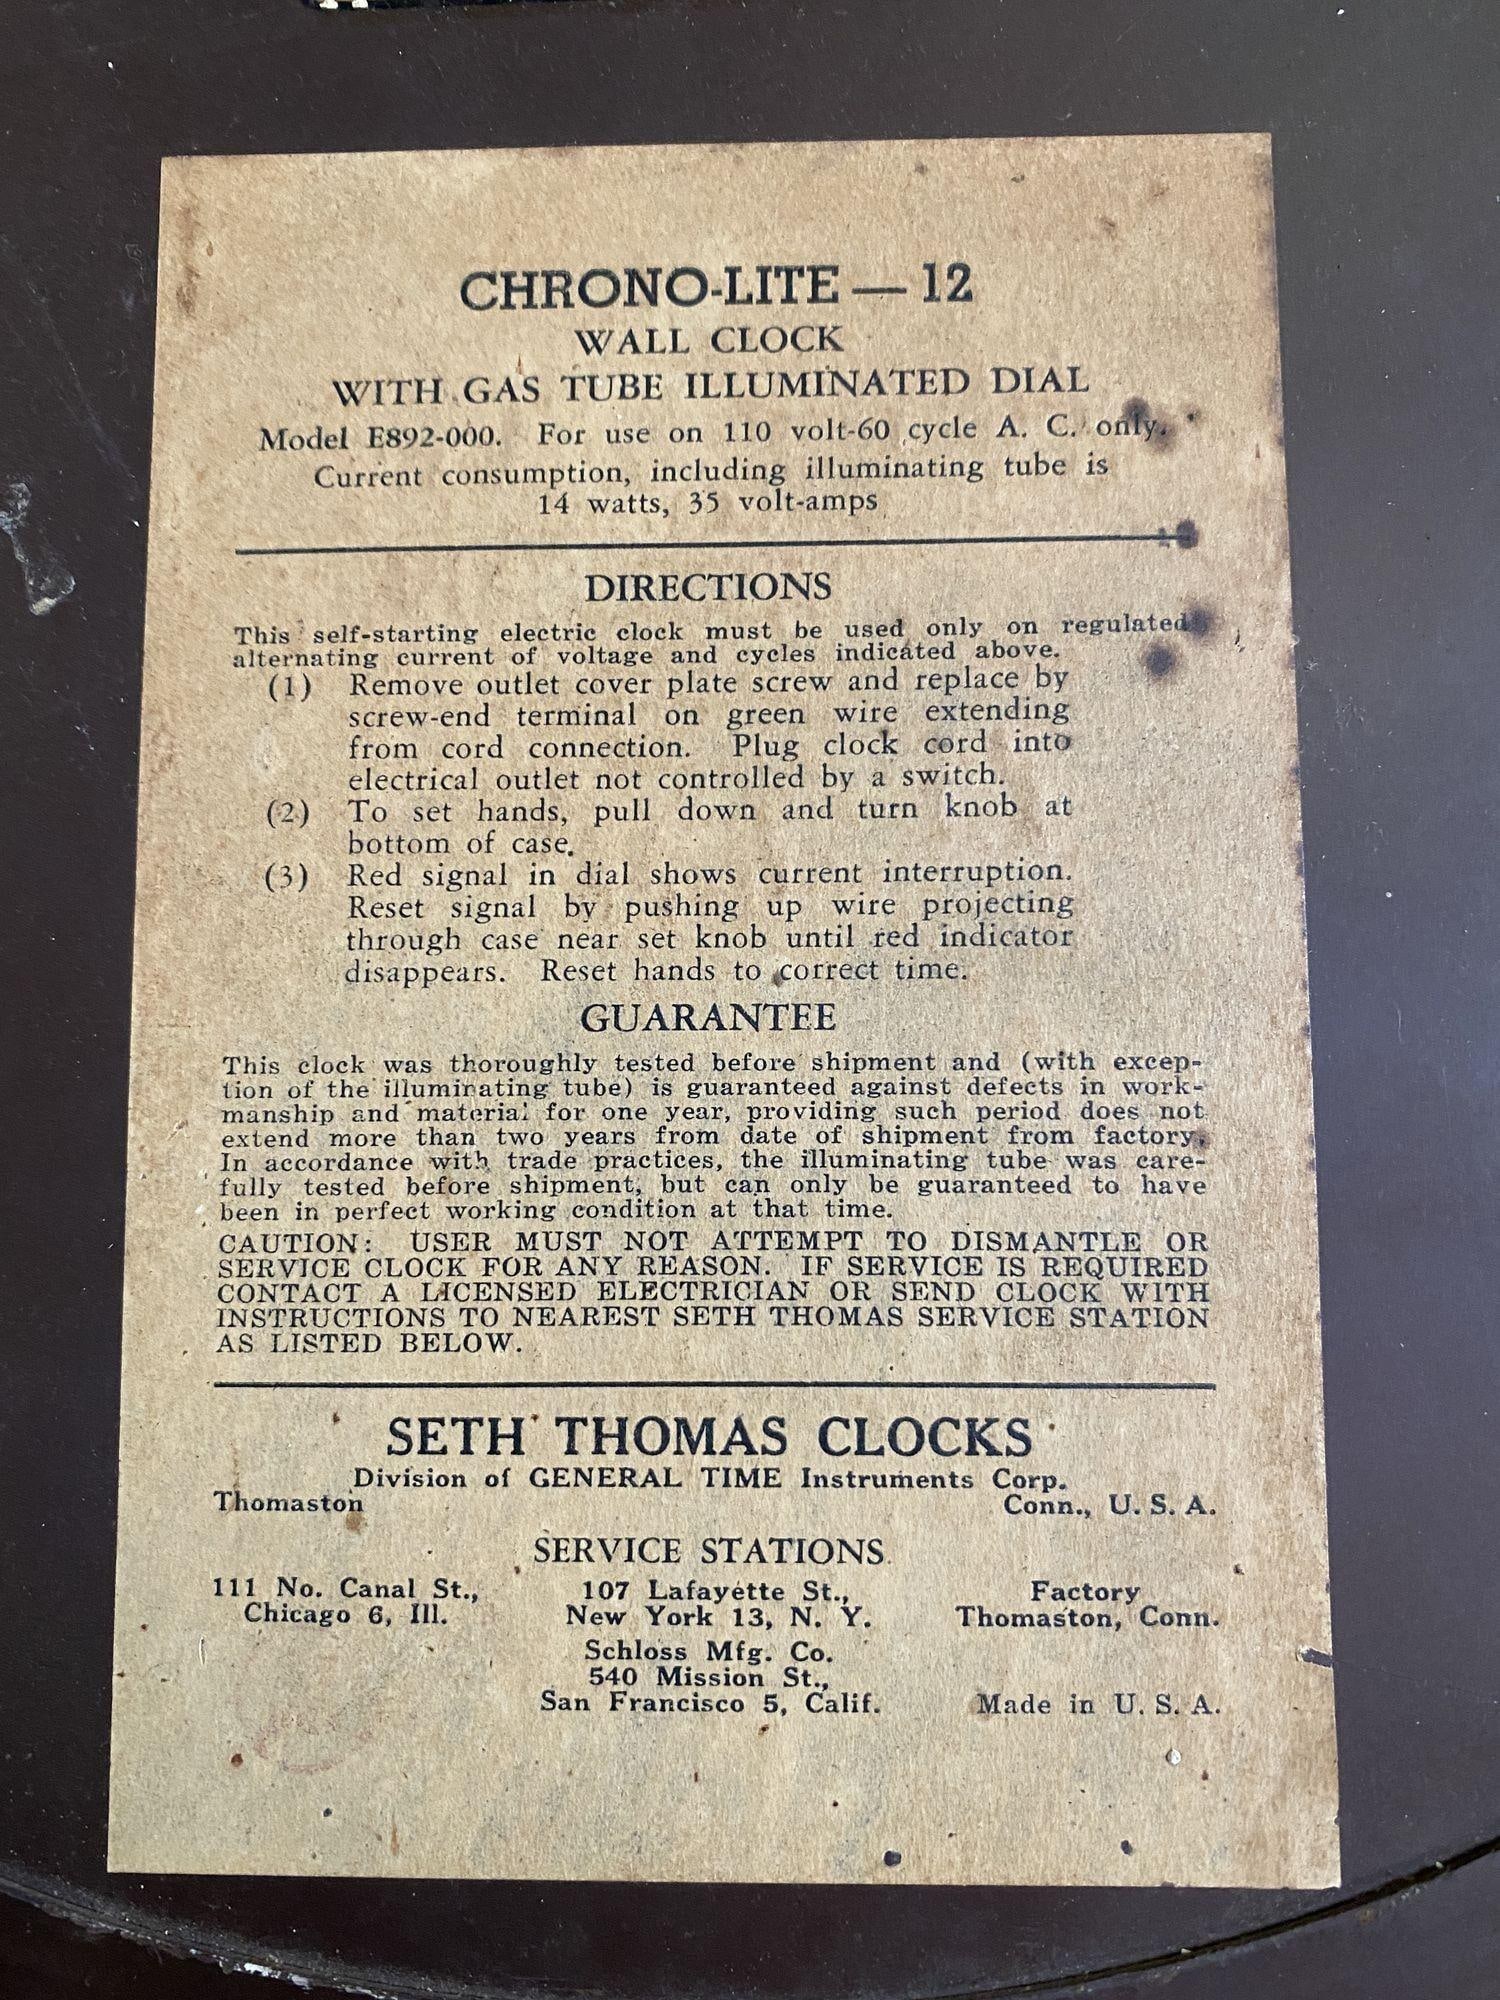 CHRONO-LITE — 12
WALL CLOCK
WITH GAS TUBE ILLUMINATED DIAL
Model E892-000. For use on 110 volt-60 cycle A. C. only.
Current consumption, including illuminating tube is
14 watts, 35 volt-amps
DIRECTIONS
This self-starting electric clock must be used only on regulated
alternating current of voltage and cycles indicated above.
(1) Remove outlet cover plate screw and replace by
screw-end terminal on green wire extending
from cord connection. Plug clock cord into
electrical outlet not controlled by a switch.
(2) To set hands, pull down and turn knob at
bottom of case.
(3) Red signal in dial shows current interruption.
Reset signal by pushing up wire projecting
through case near set knob until red indicator
disappears. Reset hands to correct time.
GUARANTEE
This clock was thoroughly tested before shipment and (with excep-
tion of the illuminating tube) is guaranteed against defects in work-
manship and material for one year, providing such period does not
extend more than two years from date of shipment from factory.
In accordance with trade practices, the illuminating tube was care-
fully tested before shipment, but can only be guaranteed to have
been in perfect working condition at that time.
CAUTION: USER MUST NOT ATTEMPT TO DISMANTLE OR
SERVICE CLOCK FOR ANY REASON. IF SERVICE IS REQUIRED
CONTACT A LICENSED ELECTRICIAN OR SEND CLOCK WITH
INSTRUCTIONS TO NEAREST SETH THOMAS SERVICE STATION
AS LISTED BELOW.
SETH THOMAS CLOCKS
Division of GENERAL TIME Instruments Corp.
Thomaston Conn., U. S. A.
SERVICE STATIONS
111 No. Canal St.,
Chicago 6, Ill.
107 Lafayette St.,
New York 13, N. Y.
Schloss Mfg. Co.
540 Mission St.,
San Francisco 5, Calif.
Factory
Thomaston, Conn.
Made in U. S. A.